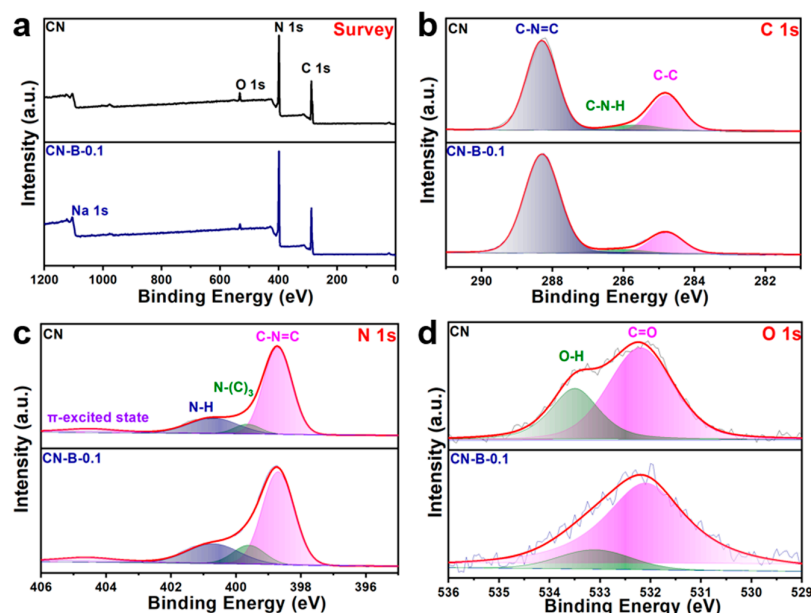 a
CN
Survey
N 1s
C 1s
O 1s
CN-B-0.1
Na 1s
Intensity (a.u.)
1200 1000 800 600 400 200 0
Binding Energy (eV)
b
CN
C 1s
C-N=C
C-N-H
C-C
CN-B-0.1
Intensity (a.u.)
290 288 286 284 282
Binding Energy (eV)
c
CN
N 1s
C-N=C
N-(C)₃
N-H
π-excited state
CN-B-0.1
Intensity (a.u.)
406 404 402 400 398 396
Binding Energy (eV)
d
CN
O 1s
C=O
O-H
CN-B-0.1
Intensity (a.u.)
536 535 534 533 532 531 530 529
Binding Energy (eV)